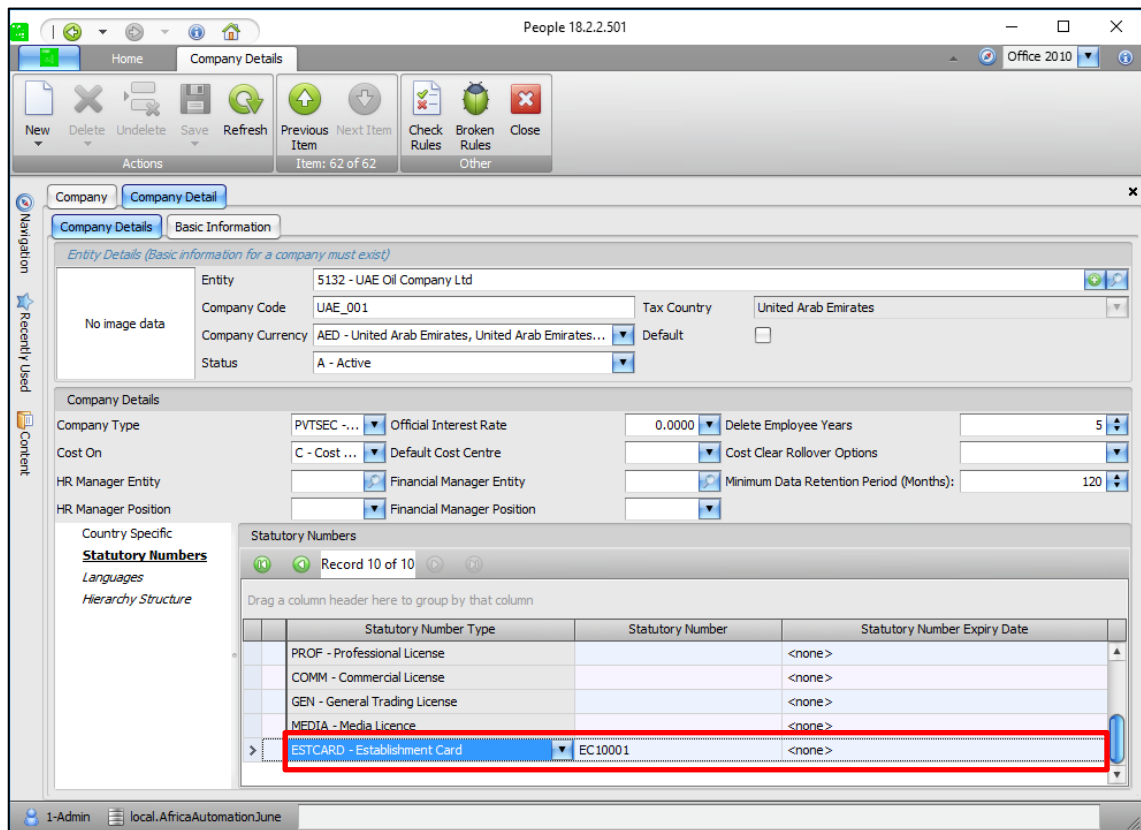 People 18.2.2.501
Home Company Details Office 2010
New Delete Undelete Save Refresh Previous Item Next Item Check Rules Broken Rules Close
Actions Item: 62 of 62 Other
Company Company Detail
Company Details Basic Information
Entity Details (Basic information for a company must exist)
Entity 5132 - UAE Oil Company Ltd
Company Code UAE_001 Tax Country United Arab Emirates
No image data
Company Currency AED - United Arab Emirates, United Arab Emirates... Default
Status A - Active
Navigation
Recently Used
Content
Company Details
Company Type PVTSEC -... Official Interest Rate 0.0000 Delete Employee Years 5
Cost On C - Cost ... Default Cost Centre Cost Clear Rollover Options
HR Manager Entity Financial Manager Entity Minimum Data Retention Period (Months): 120
HR Manager Position Financial Manager Position
Country Specific
Statutory Numbers
Languages
Hierarchy Structure
Statutory Numbers
Record 10 of 10
Drag a column header here to group by that column
Statutory Number Type Statutory Number Statutory Number Expiry Date
PROF - Professional License <none>
COMM - Commercial License <none>
GEN - General Trading License <none>
MEDIA - Media Licence <none>
ESTCARD - Establishment Card EC10001 <none>
1-Admin local.AfricaAutomationJune